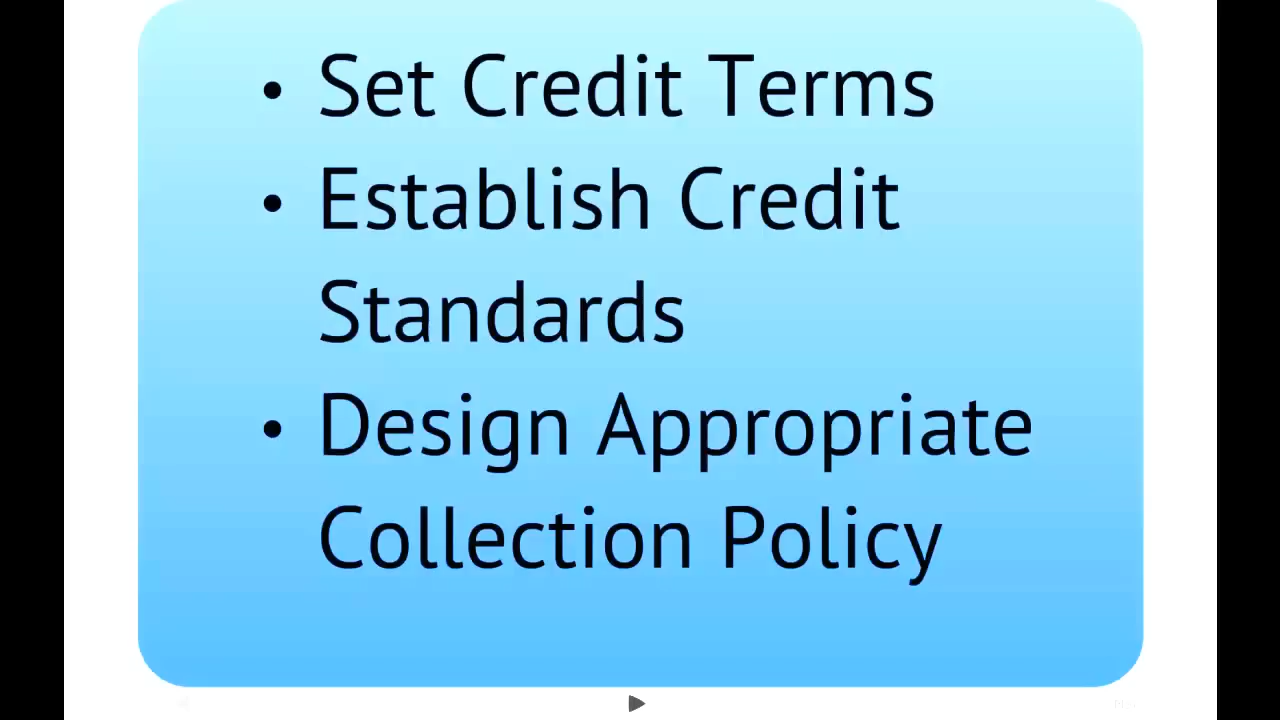 • Set Credit Terms
• Establish Credit
Standards
• Design Appropriate
Collection Policy